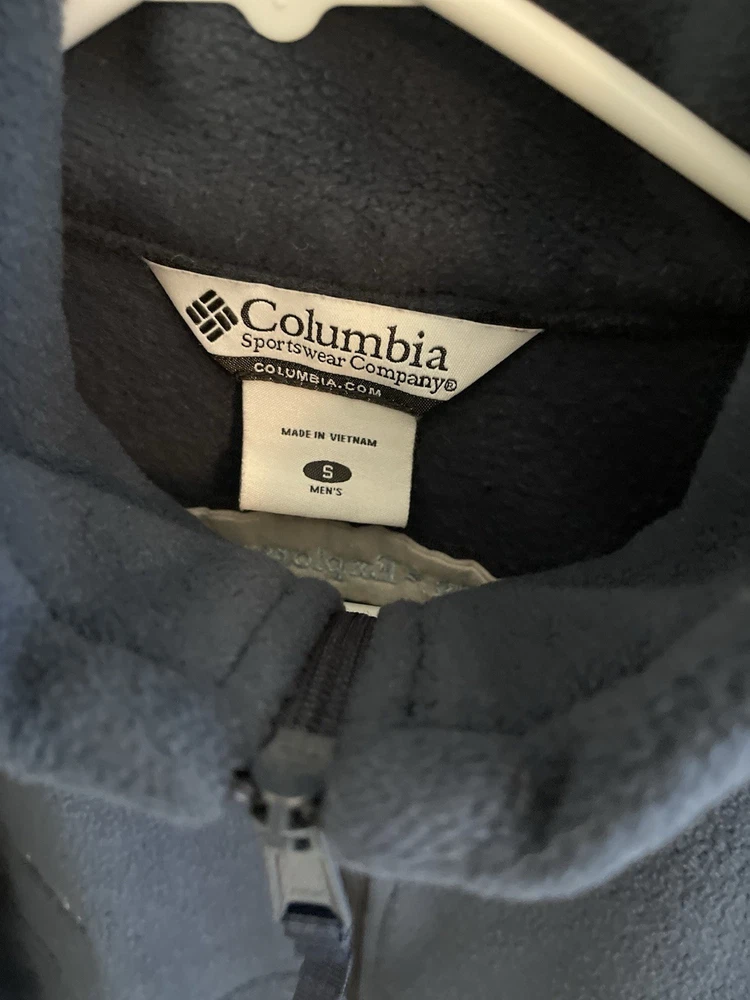 Columbia
Sportswear Company®
COLUMBIA.COM
MADE IN VIETNAM
S
MEN'S